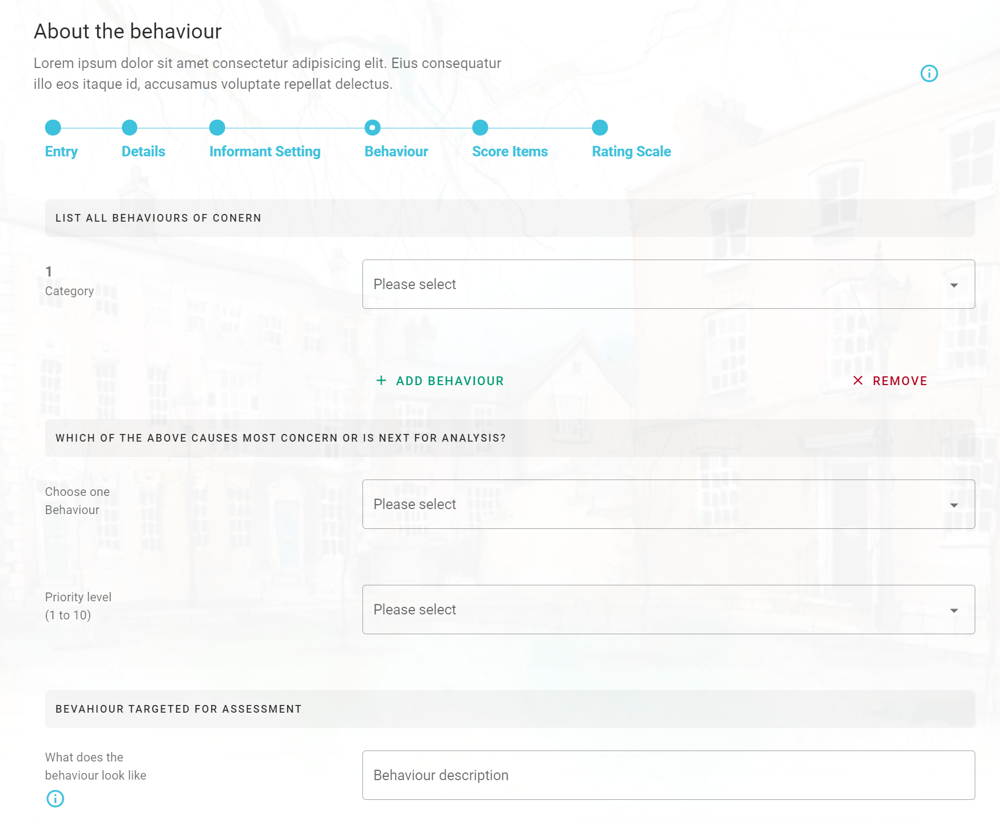 About the behaviour
Lorem ipsum dolor sit amet consectetur adipisicing elit. Eius consequatur
illo eos itaque id, accusamus voluptate repellat delectus.
Entry Details Informant Setting Behaviour Score Items Rating Scale
LIST ALL BEHAVIOURS OF CONERN
1
Category
Please select
+ ADD BEHAVIOUR
× REMOVE
WHICH OF THE ABOVE CAUSES MOST CONCERN OR IS NEXT FOR ANALYSIS?
Choose one
Behaviour
Please select
Priority level
(1 to 10)
Please select
BEVAHIOUR TARGETED FOR ASSESSMENT
What does the
behaviour look like
Behaviour description